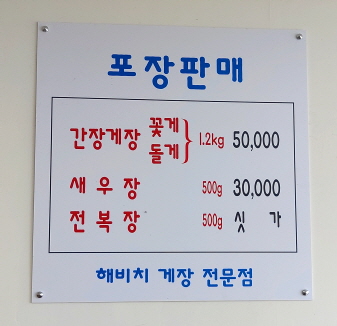 포장판매
간장게장 꽃게 돌게 } 1.2kg 50,000
새우장 500g 30,000
전복장 500g 싯가
해비치 게장 전문점